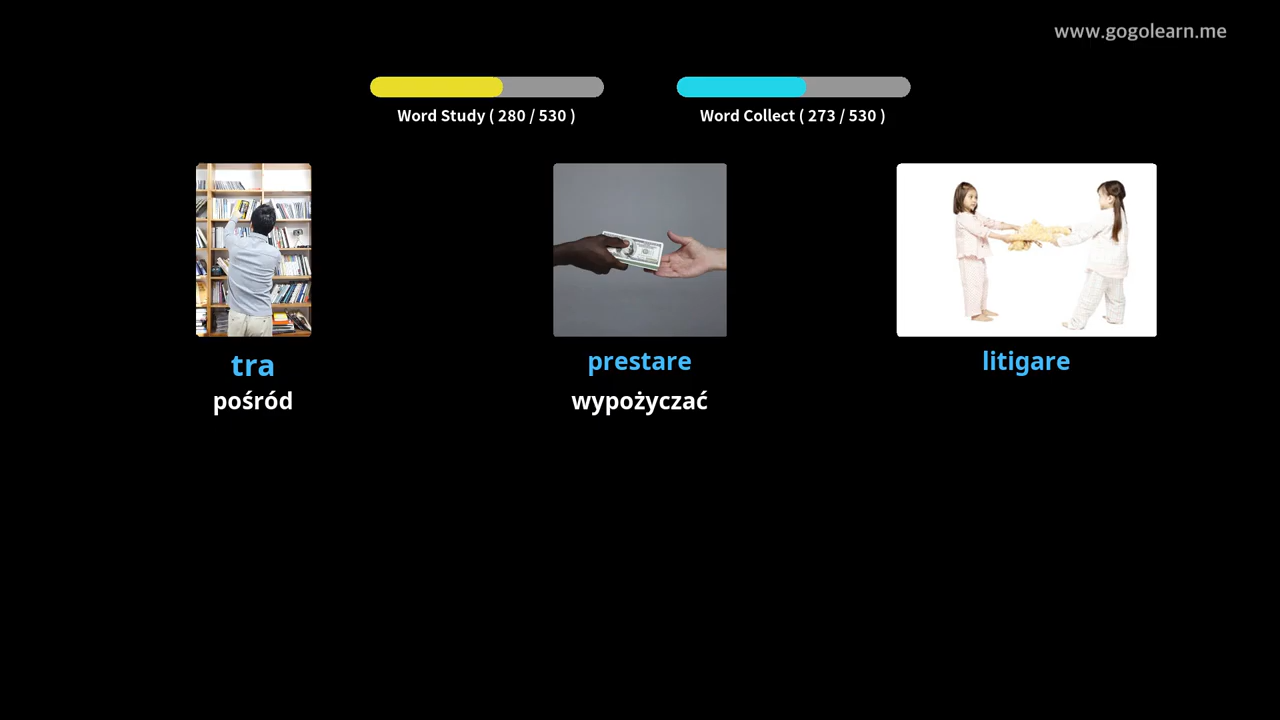 www.gogolearn.me
Word Study ( 280 / 530 )
Word Collect ( 273 / 530 )
tra
prestare
litigare
pośród
wypożyczać